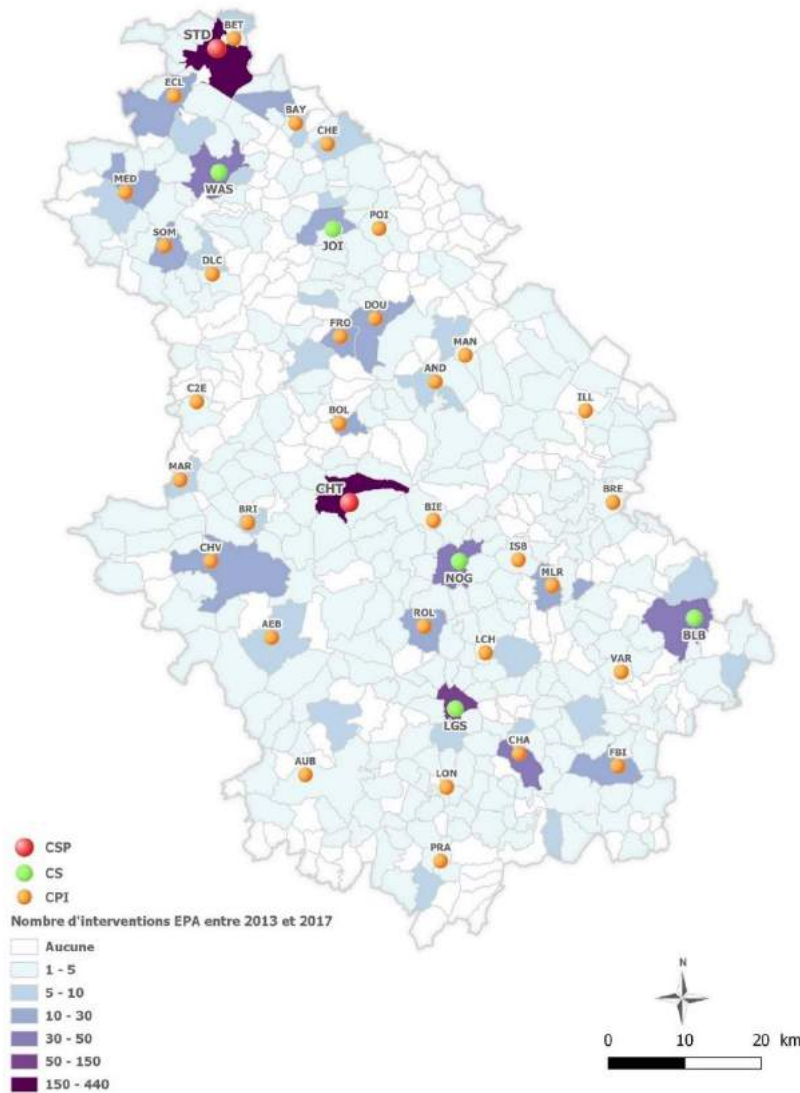 STD
BET
ECL
BAY
CHE
MED
WAS
SOM
JOI
POI
DLC
DOU
FRO
MAN
AND
C2E
ILL
BOL
MAR
CHT
BRE
BRI
BIE
CHV
NOG
ISB
MLR
AEB
ROL
BLB
LCH
VAR
LGS
CHA
FBI
AUB
LON
PRA
CSP
CS
CPI
Nombre d'interventions EPA entre 2013 et 2017
Aucune
1 - 5
5 - 10
10 - 30
30 - 50
50 - 150
150 - 440
N
0 10 20 km